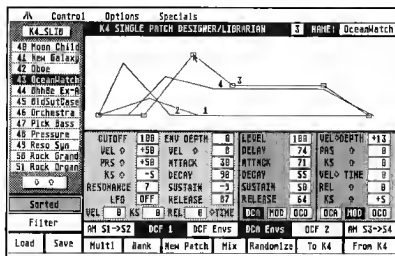 Control Options Specials
K4_SLIB
K4 SINGLE PATCH DESIGNER/LIBRARIAN 3 NAME: OceanWatch
40 Moon Child
41 New Galaxy
42 Oboe
43 OceanWatch
44 OhhBe Ex-A
45 OldSutCase
46 Orchestra
47 Pick Bass
48 Pressure
49 Reso Syn
50 Rock Grand
51 Rock Organ
Sorted
Filter
Load Save
1 2 3 4
CUTOFF 100 ENV DEPTH 0 LEVEL 100 VEL DEPTH +13
VEL +50 VEL 0 DELAY 74 PRS 0
PRS +50 ATTACK 30 ATTACK 71 KS 0
KS -5 DECAY 90 DECAY 55 VEL TIME 0
RESONANCE 7 SUSTAIN -3 SUSTAIN 50 REL 0
LFO OFF RELEASE 87 RELEASE 64 KS +5
VEL 0 KS 0 REL 0 TIME DCA MOD DCO DCA MOD DCO
AM S1->S2 DCF 1 DCF Envs DCA Envs DCF 2 AM S3->S4
Multi Bank New Patch Mix Randomize To K4 From K4